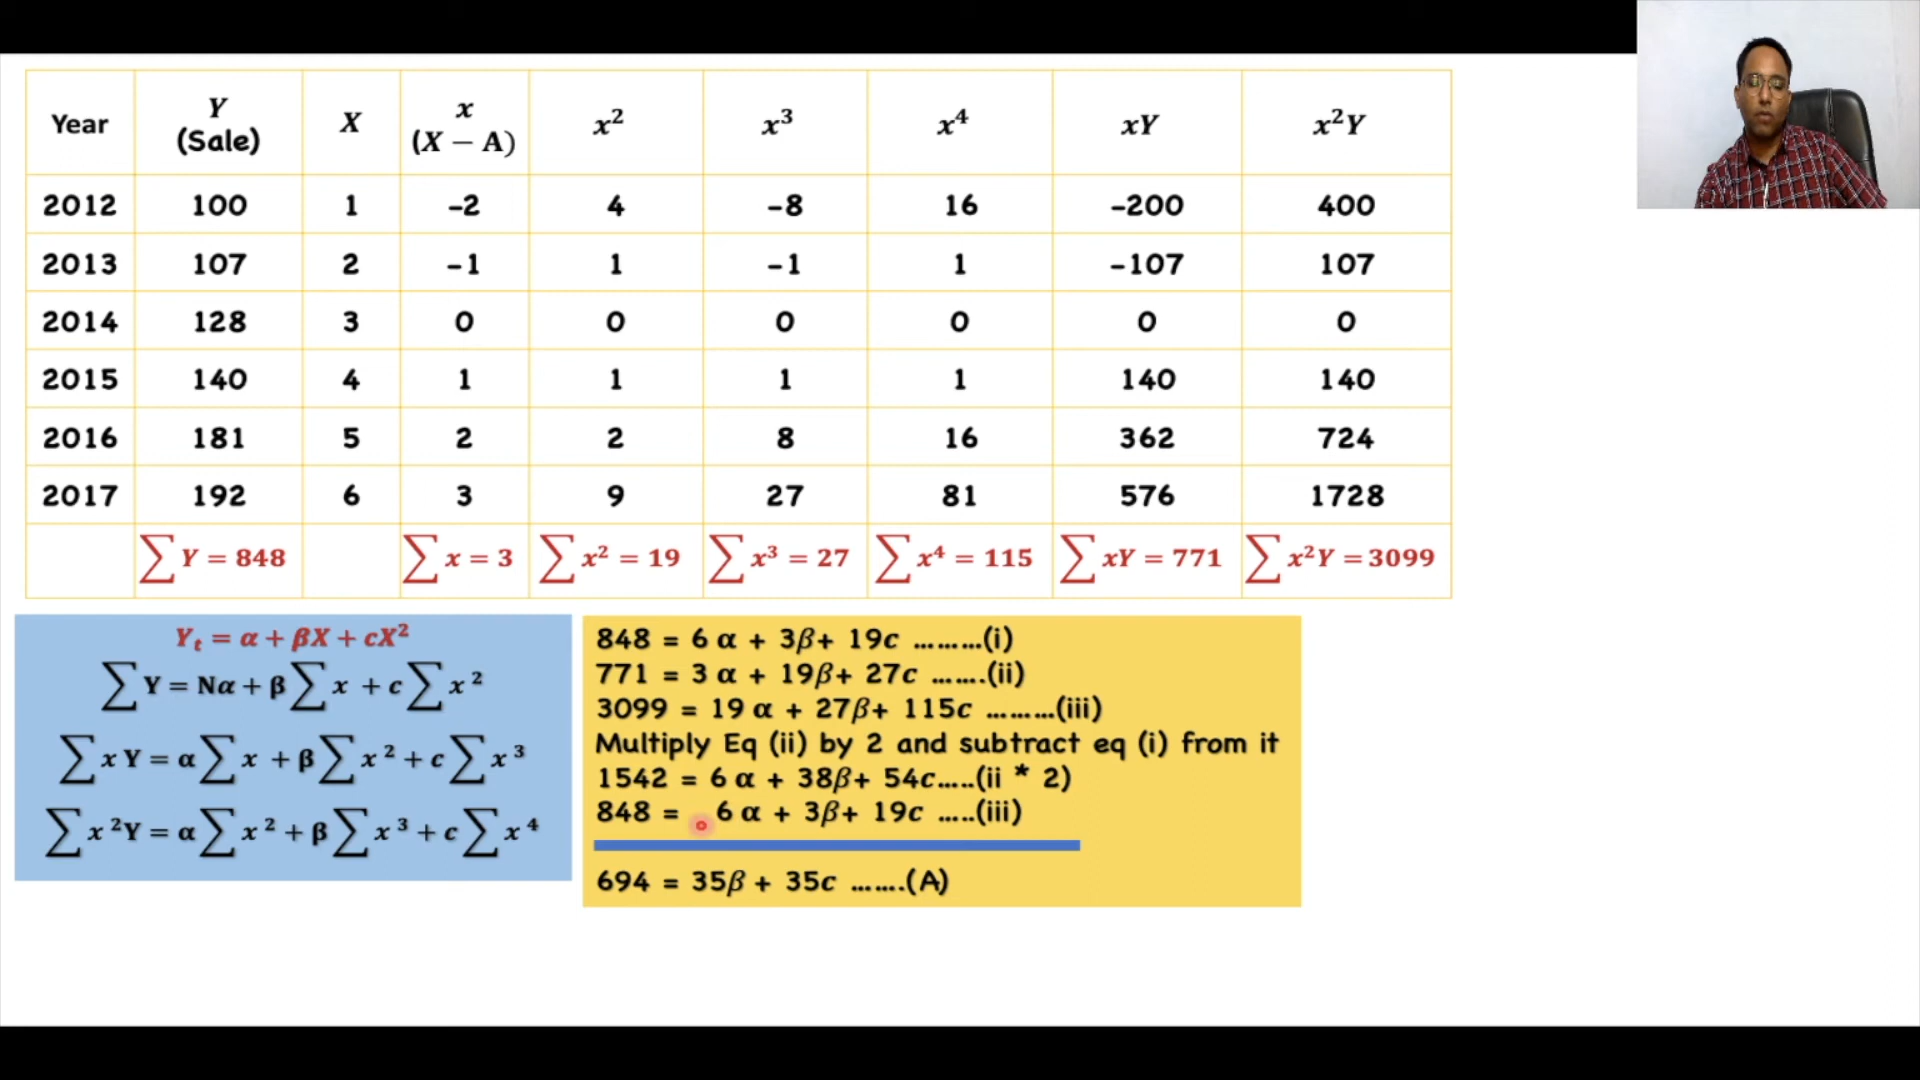 Year Y (Sale) X x (X − A) x² x³ x⁴ xY x²Y
2012 100 1 -2 4 -8 16 -200 400
2013 107 2 -1 1 -1 1 -107 107
2014 128 3 0 0 0 0 0 0
2015 140 4 1 1 1 1 140 140
2016 181 5 2 2 8 16 362 724
2017 192 6 3 9 27 81 576 1728
∑ Y = 848 ∑ x = 3 ∑ x² = 19 ∑ x³ = 27 ∑ x⁴ = 115 ∑ xY = 771 ∑ x²Y = 3099
Yₜ = α + βX + cX²
∑ Y = Nα + β ∑ x + c ∑ x²
∑ x Y = α ∑ x + β ∑ x² + c ∑ x³
∑ x²Y = α ∑ x² + β ∑ x³ + c ∑ x⁴
848 = 6 α + 3β+ 19c ………(i)
771 = 3 α + 19β+ 27c …….(ii)
3099 = 19 α + 27β+ 115c ………(iii)
Multiply Eq (ii) by 2 and subtract eq (i) from it
1542 = 6 α + 38β+ 54c…..(ii * 2)
848 = 6 α + 3β+ 19c …..(iii)
694 = 35β + 35c …….(A)